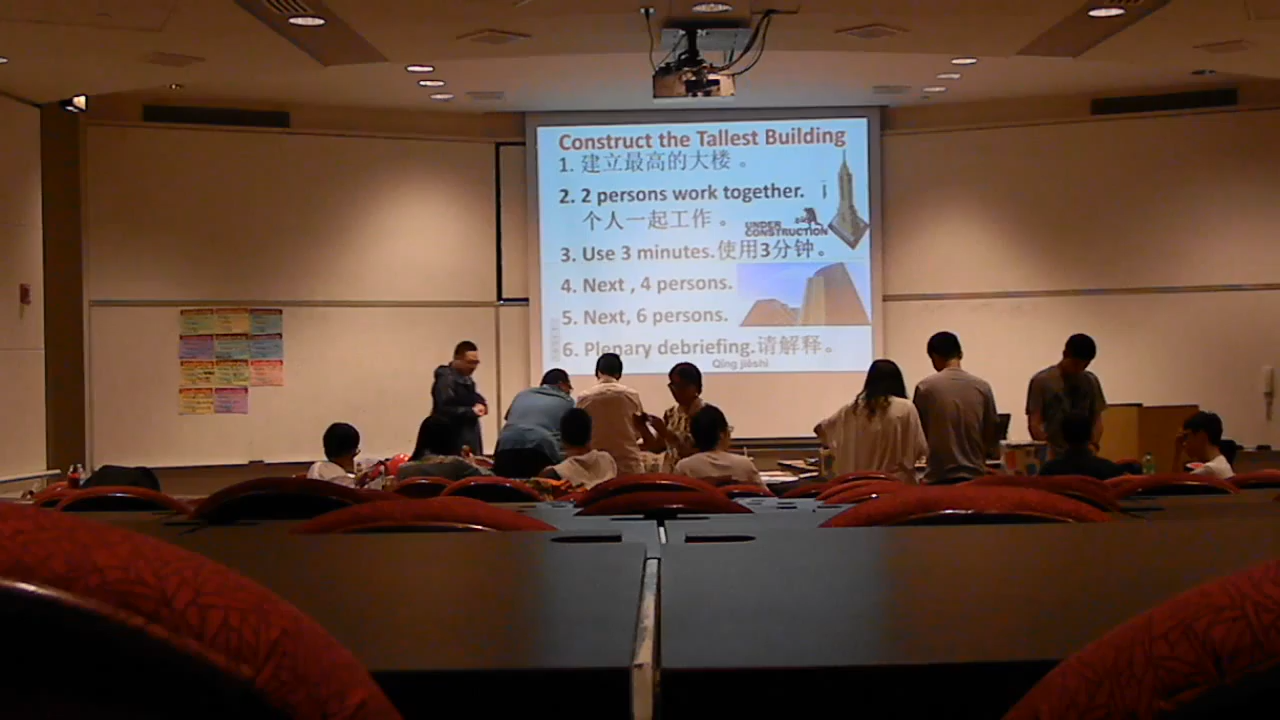 Construct the Tallest Building
1. 建立最高的大楼。
2. 2 persons work together.
个人一起工作。
UNDER
CONSTRUCTION
3. Use 3 minutes.使用3分钟。
4. Next , 4 persons.
5. Next, 6 persons.
6. Plenary debriefing.请解释。
Qǐng jiěshì